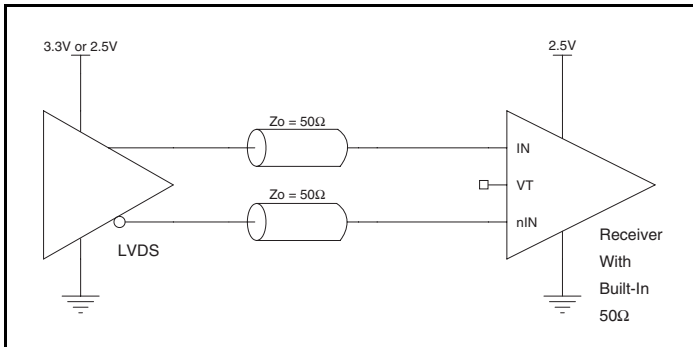 3.3V or 2.5V
2.5V
Zo = 50Ω
IN
VT
Zo = 50Ω
nIN
LVDS
Receiver
With
Built-In
50Ω